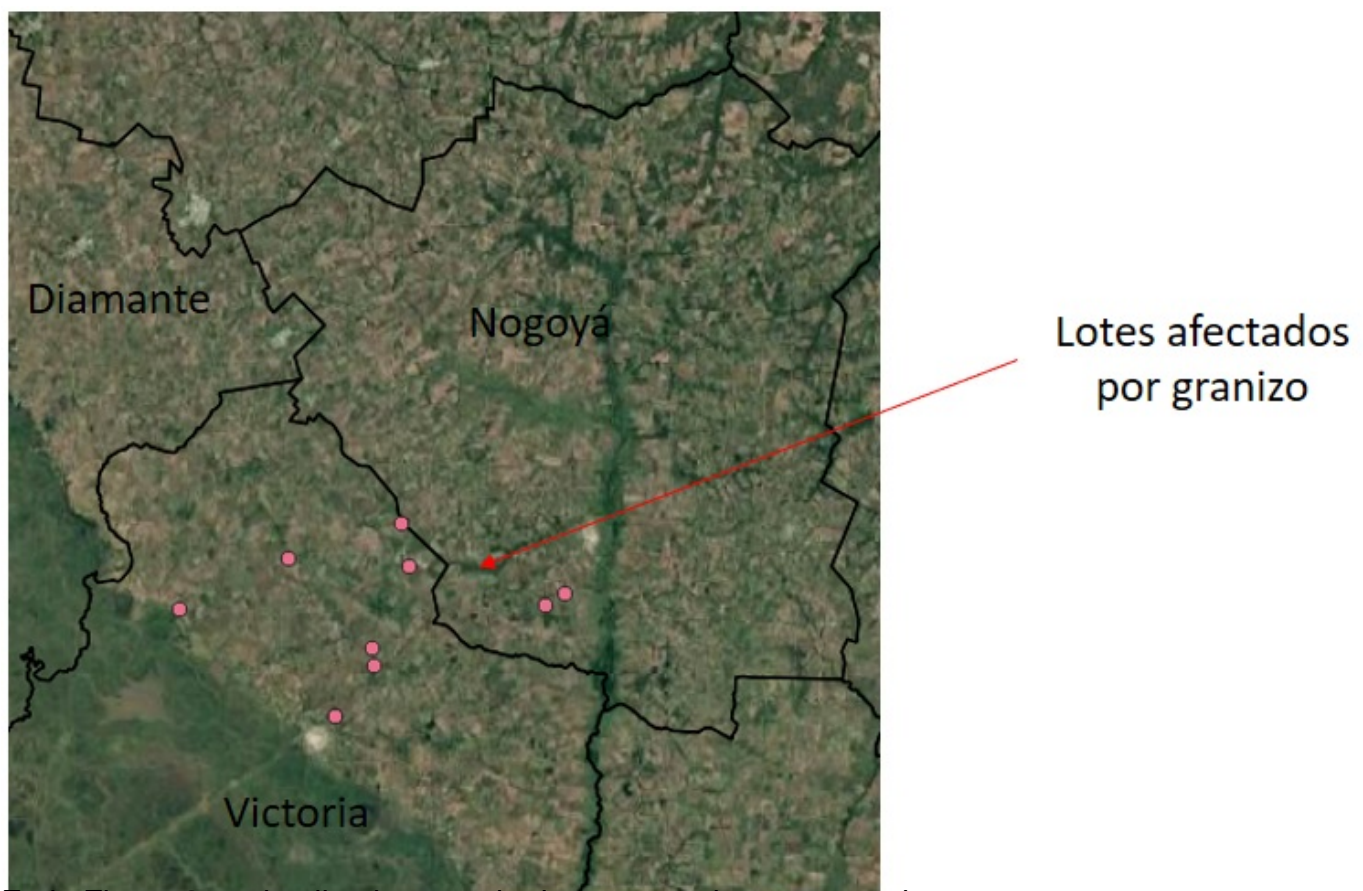 Diamante
Nogoyá
Lotes afectados
por granizo
Victoria